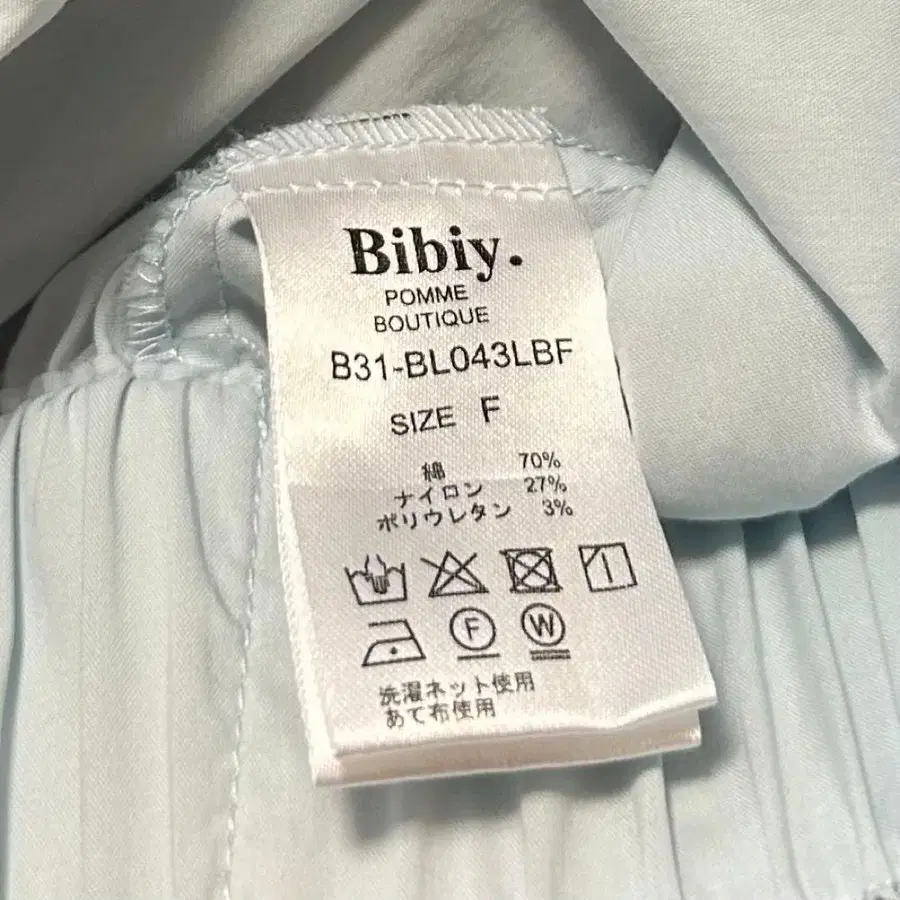 Bibiy.
POMME
BOUTIQUE
B31-BL043LBF
SIZE F
綿 70%
ナイロン 27%
ポリウレタン 3%
F W
洗濯ネット使用
あて布使用